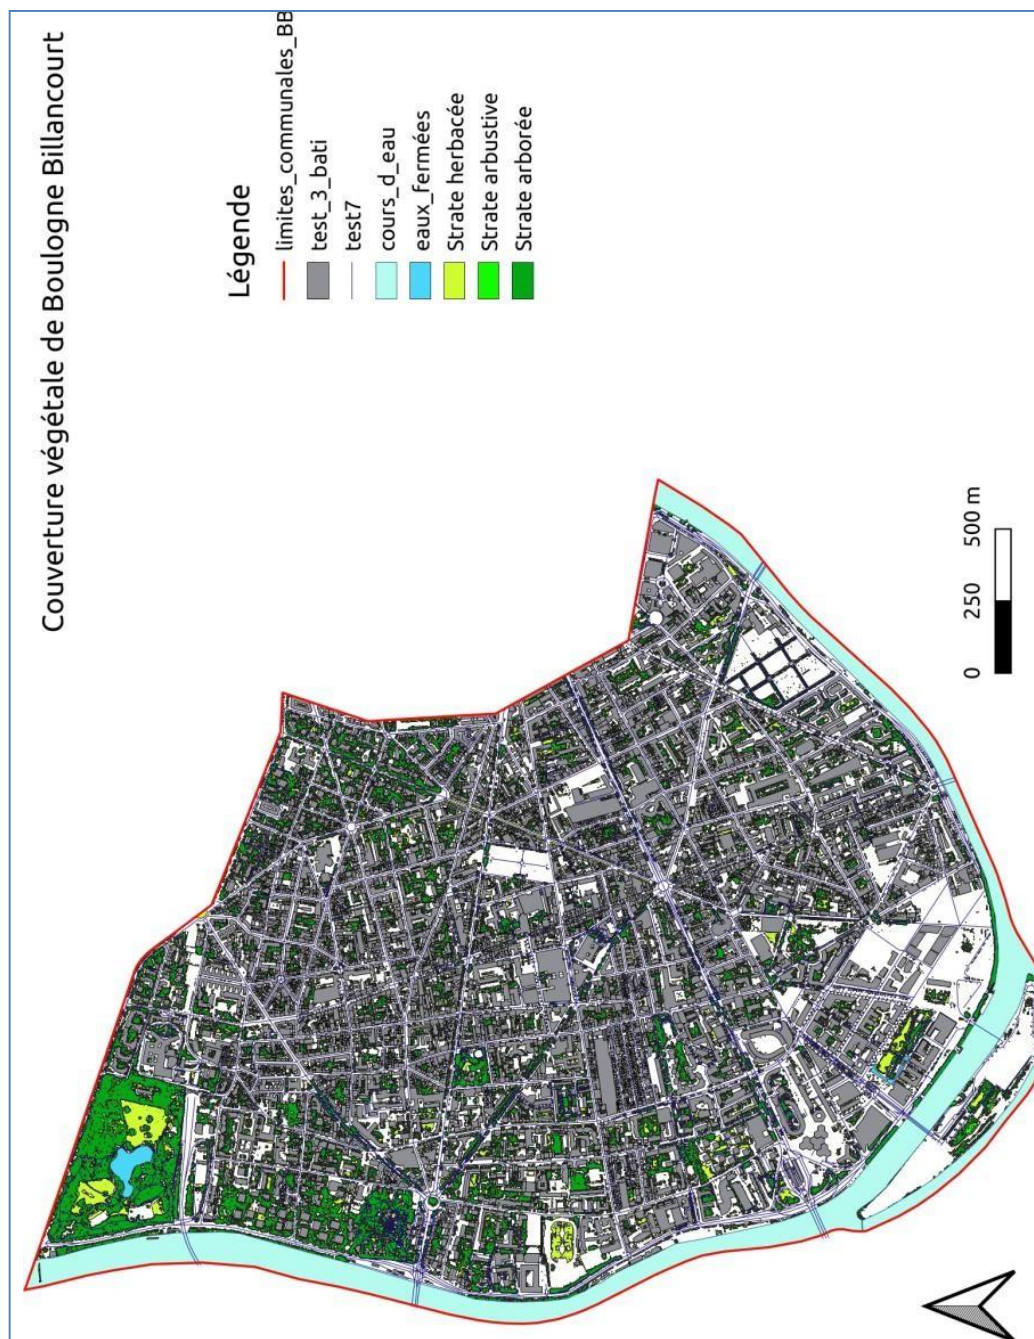 Couverture végétale de Boulogne Billancourt
Légende
limites_communales_BB
test_3_bati
test7
cours_d_eau
eaux_fermées
Strate herbacée
Strate arbustive
Strate arborée
0 250 500 m